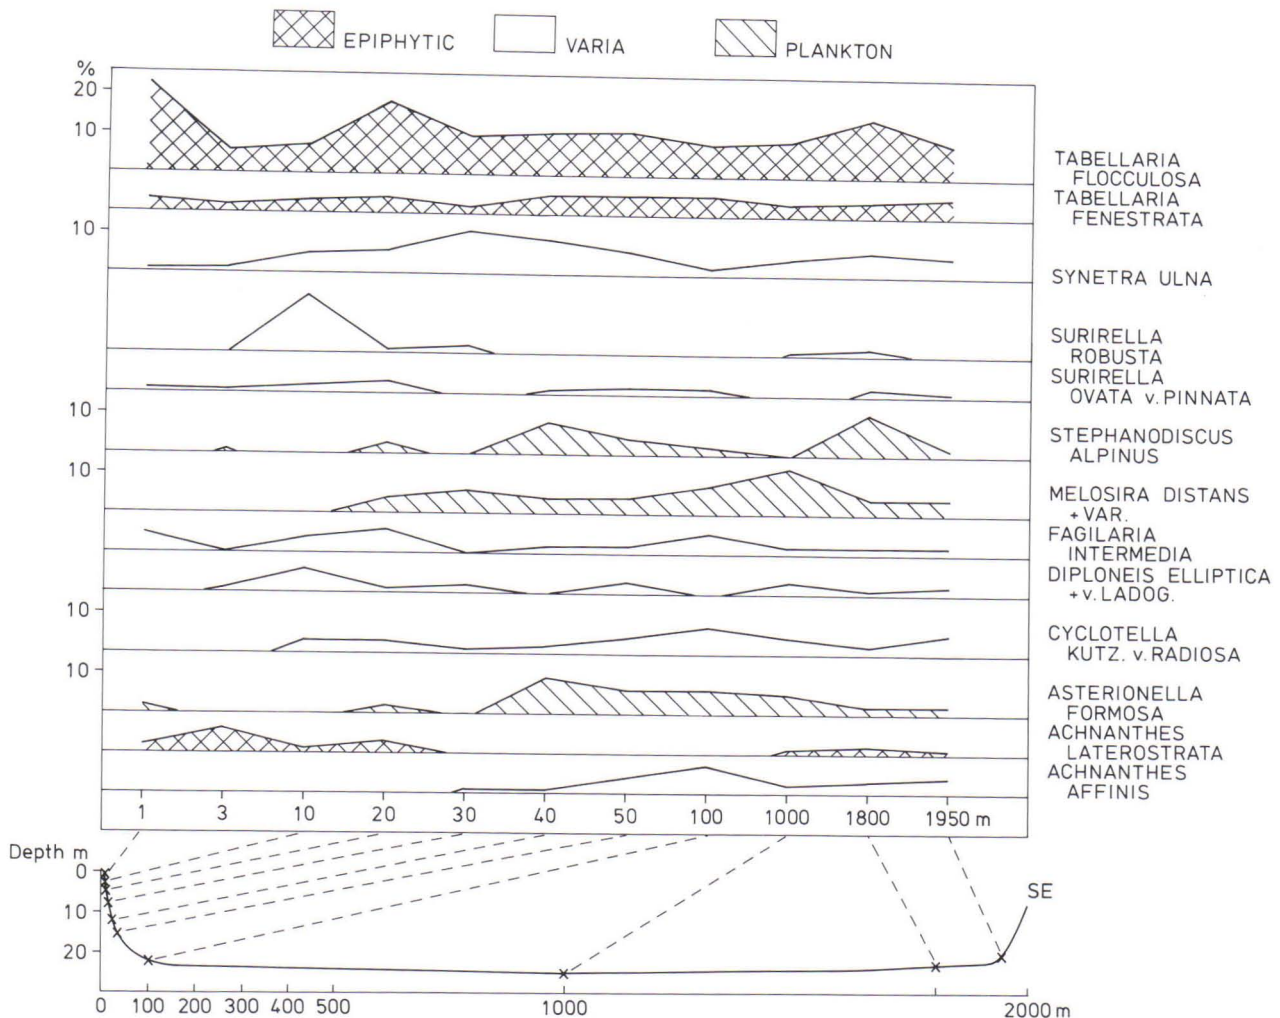 EPIPHYTIC VARIA PLANKTON
%
20
10
TABELLARIA
FLOCCULOSA
TABELLARIA
FENESTRATA
10
SYNETRA ULNA
SURIRELLA
ROBUSTA
SURIRELLA
OVATA v. PINNATA
10
STEPHANODISCUS
ALPINUS
10
MELOSIRA DISTANS
+ VAR.
FAGILARIA
INTERMEDIA
DIPLONEIS ELLIPTICA
+ v. LADOG.
10
CYCLOTELLA
KUTZ. v. RADIOSA
10
ASTERIONELLA
FORMOSA
ACHNANTHES
LATEROSTRATA
ACHNANTHES
AFFINIS
1 3 10 20 30 40 50 100 1000 1800 1950 m
Depth m
0
10
20
SE
0 100 200 300 400 500 1000 2000 m